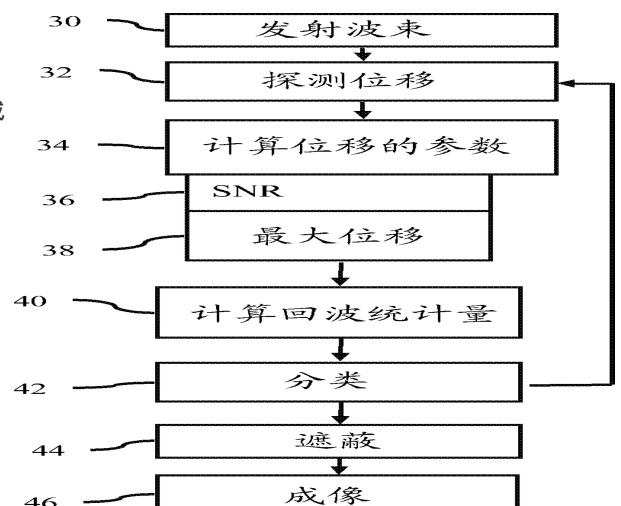 30 发射波束
32 探测位移
34 计算位移的参数
36 SNR
38 最大位移
40 计算回波统计量
42 分类
44 遮蔽
46 成像